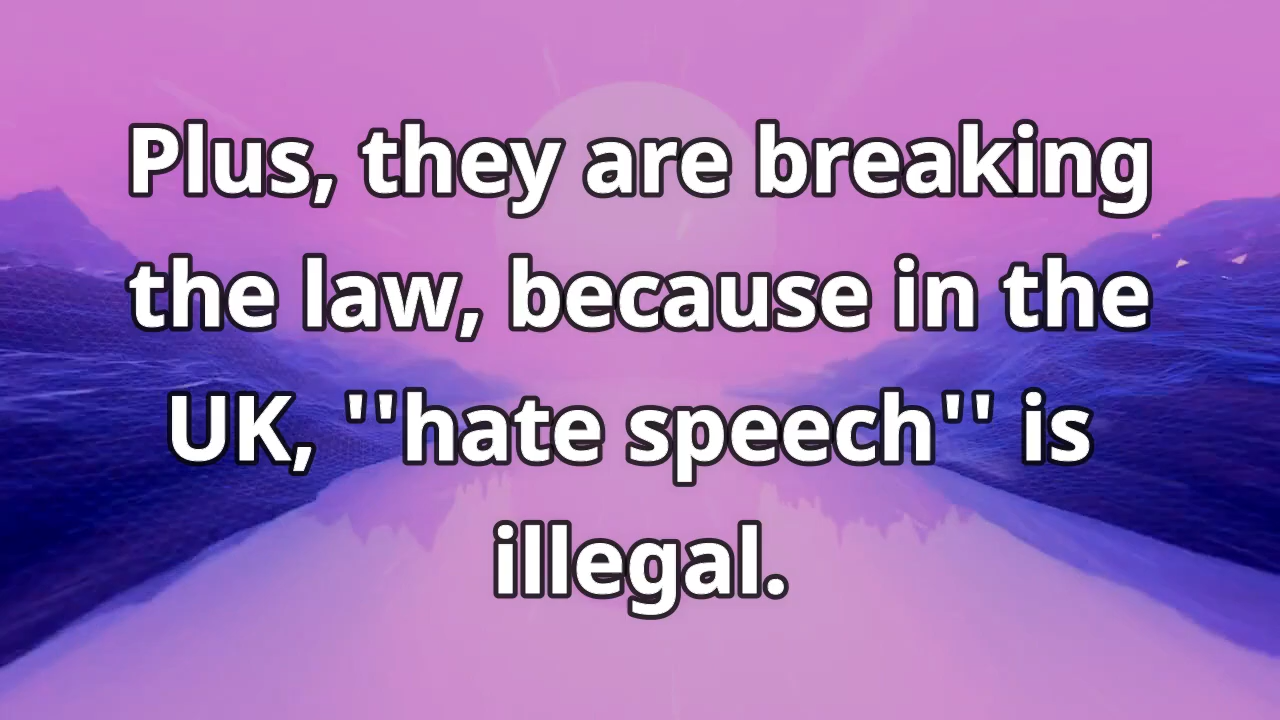 Plus, they are breaking
the law, because in the
UK, ''hate speech'' is
illegal.